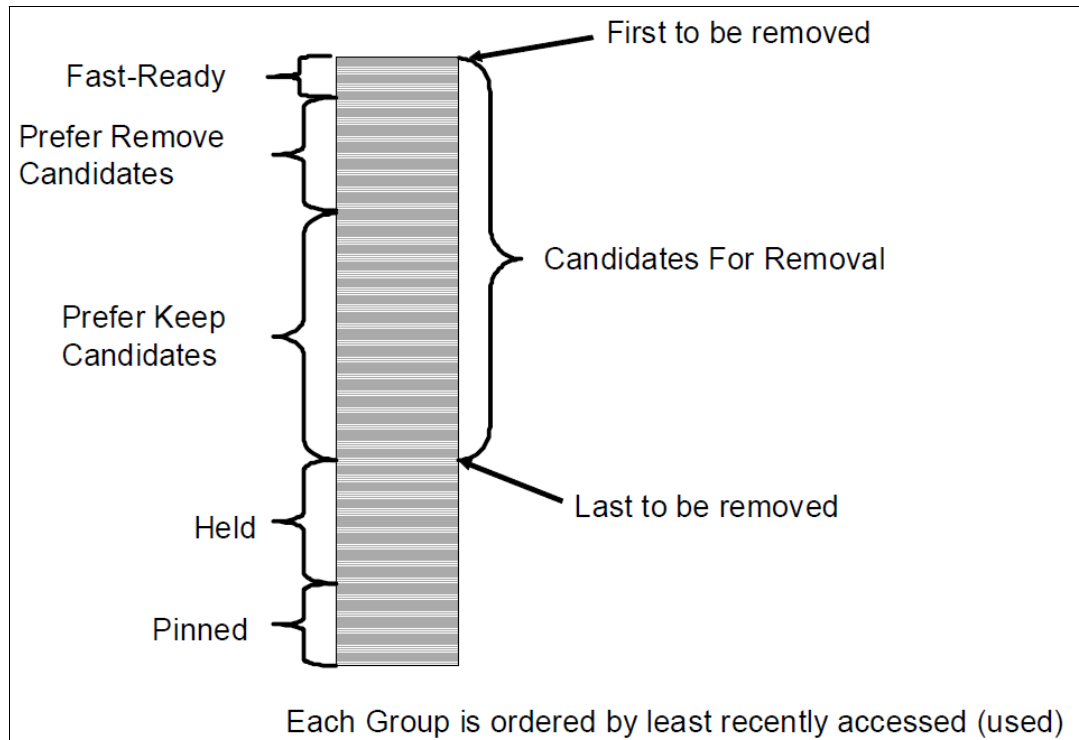 First to be removed
Fast-Ready
Prefer Remove
Candidates
Candidates For Removal
Prefer Keep
Candidates
Last to be removed
Held
Pinned
Each Group is ordered by least recently accessed (used)